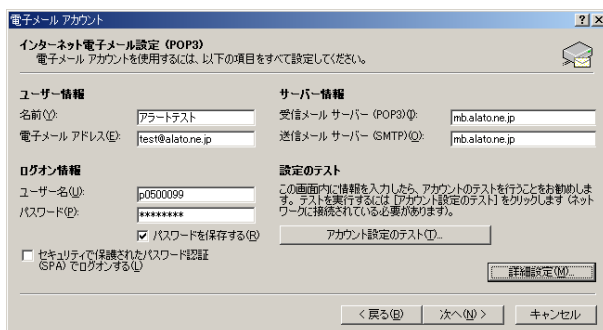 電子メール アカウント
インターネット電子メール設定 (POP3)
電子メール アカウントを使用するには、以下の項目をすべて設定してください。
ユーザー情報
名前(Y):
アラートテスト
電子メール アドレス(E):
test@alato.ne.jp
サーバー情報
受信メール サーバー (POP3)(I):
mb.alato.ne.jp
送信メール サーバー (SMTP)(O):
mb.alato.ne.jp
ログオン情報
ユーザー名(U):
p0500099
パスワード(P):
********
パスワードを保存する(R)
セキュリティで保護されたパスワード認証
(SPA) でログオンする(L)
設定のテスト
この画面内に情報を入力したら、アカウントのテストを行うことをお勧めしま
す。テストを実行するには [アカウント設定のテスト] をクリックします (ネット
ワークに接続されている必要があります)。
アカウント設定のテスト(T)...
詳細設定(M)...
< 戻る(B)
次へ(N) >
キャンセル